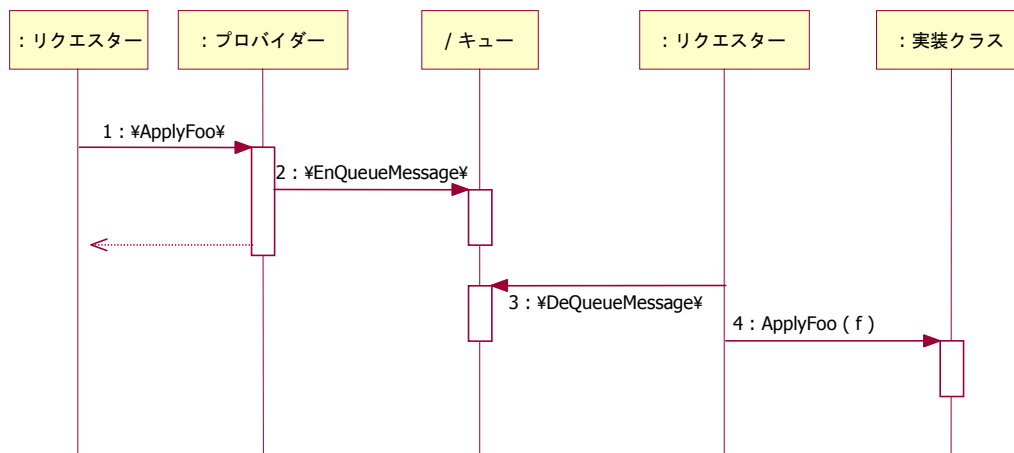 : リクエスター
: プロバイダー
/ キュー
: リクエスター
: 実装クラス
1 : ¥ApplyFoo¥
2 : ¥EnQueueMessage¥
3 : ¥DeQueueMessage¥
4 : ApplyFoo ( f )